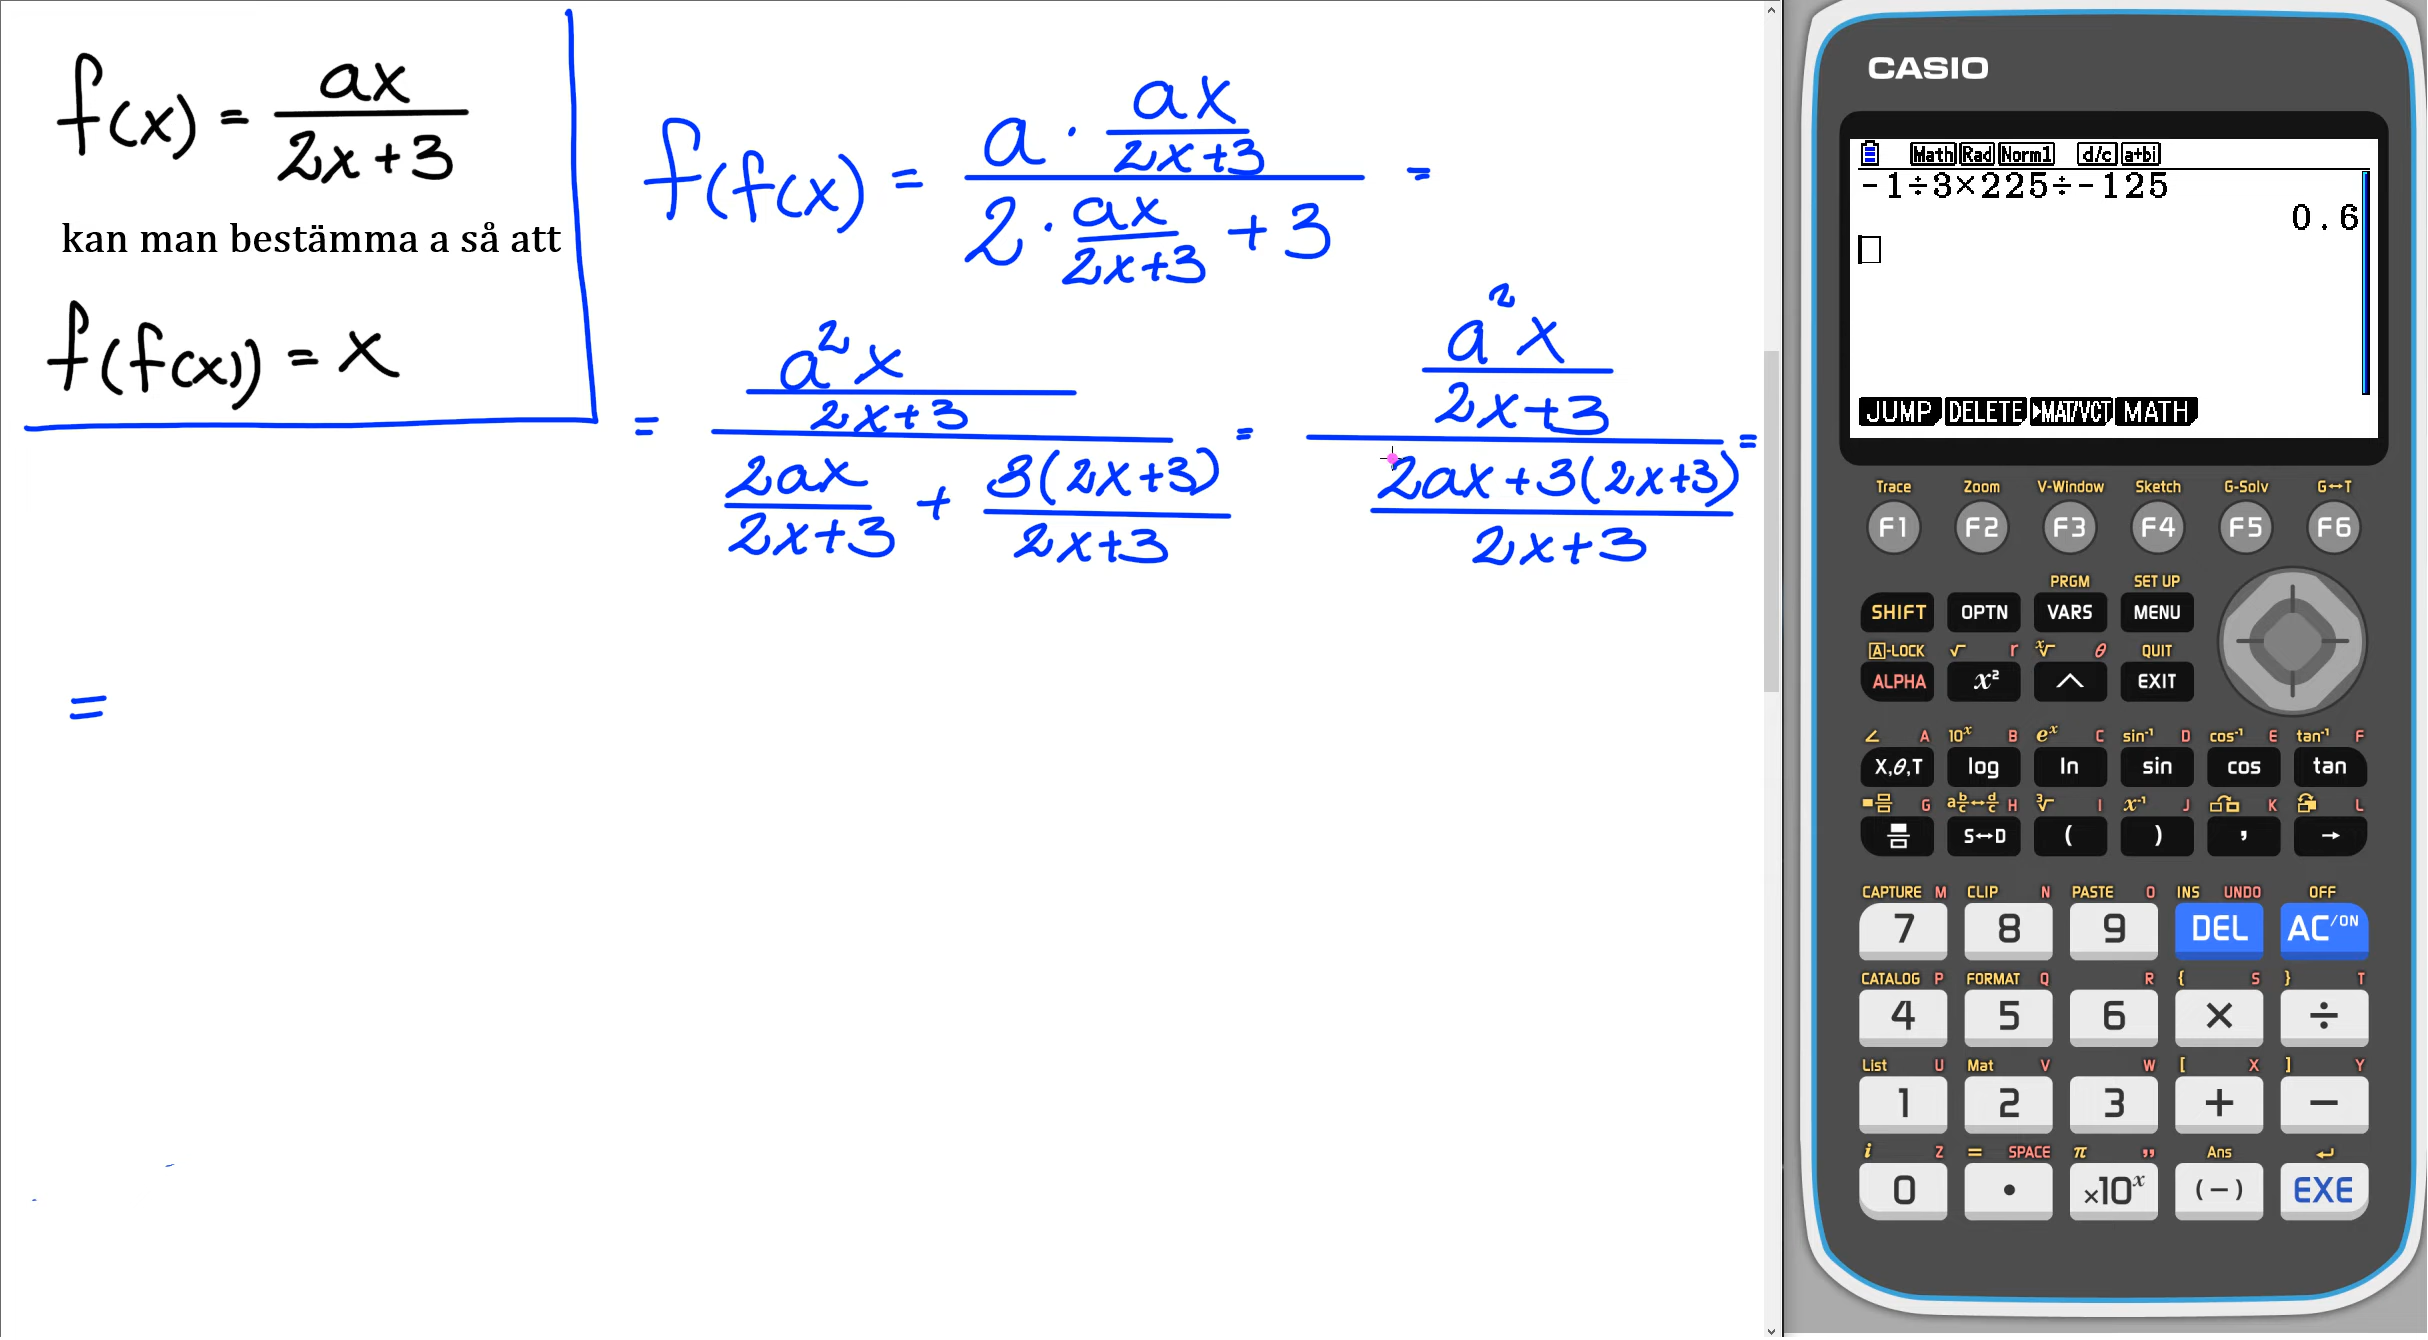 f(x) = ax / 2x+3
kan man bestämma a så att
f(f(x)) = x
f(f(x) = a · ax/2x+3 / 2 · ax/2x+3 + 3 =
= a²x / 2x+3 / 2ax/2x+3 + 3(2x+3)/2x+3 = a²x / 2x+3 / 2ax+3(2x+3) / 2x+3 =
=
CASIO
Math Rad Norm1 d/c a+bi
-1÷3×225÷-125
0.6
JUMP DELETE ▶MAT/VCT MATH
Trace Zoom V-Window Sketch G-Solv G↔T
F1 F2 F3 F4 F5 F6
PRGM SET UP
SHIFT OPTN VARS MENU
A-LOCK √ r ˣ√ θ QUIT
ALPHA x² ^ EXIT
∠ A 10ˣ B eˣ C sin⁻¹ D cos⁻¹ E tan⁻¹ F
X,θ,T log ln sin cos tan
G a b/c↔d/c H ³√ I x⁻¹ J K L
S↔D ( ) , →
CAPTURE M CLIP N PASTE O INS UNDO OFF
7 8 9 DEL AC/ON
CATALOG P FORMAT Q R { S } T
4 5 6 × ÷
List U Mat V W [ X ] Y
1 2 3 + −
i Z = SPACE π ,, Ans ↵
0 • ×10ˣ (−) EXE